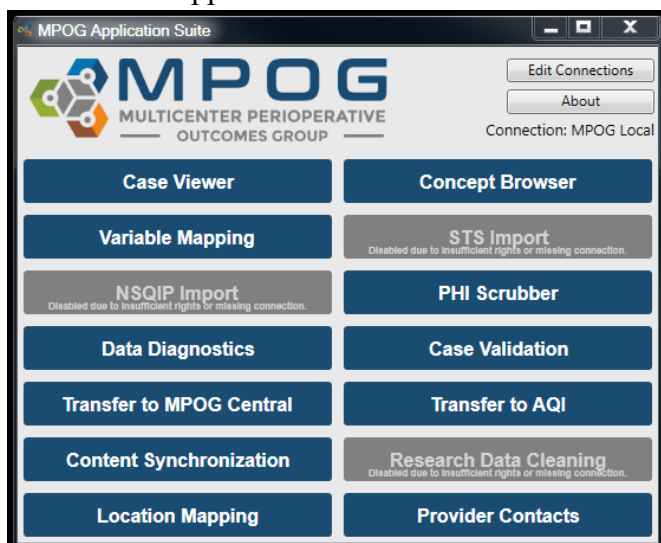 MPOG Application Suite
MPOG
MULTICENTER PERIOPERATIVE
OUTCOMES GROUP
Edit Connections
About
Connection: MPOG Local
Case Viewer
Concept Browser
Variable Mapping
STS Import
Disabled due to insufficient rights or missing connection.
NSQIP Import
Disabled due to insufficient rights or missing connection.
PHI Scrubber
Data Diagnostics
Case Validation
Transfer to MPOG Central
Transfer to AQI
Content Synchronization
Research Data Cleaning
Disabled due to insufficient rights or missing connection.
Location Mapping
Provider Contacts